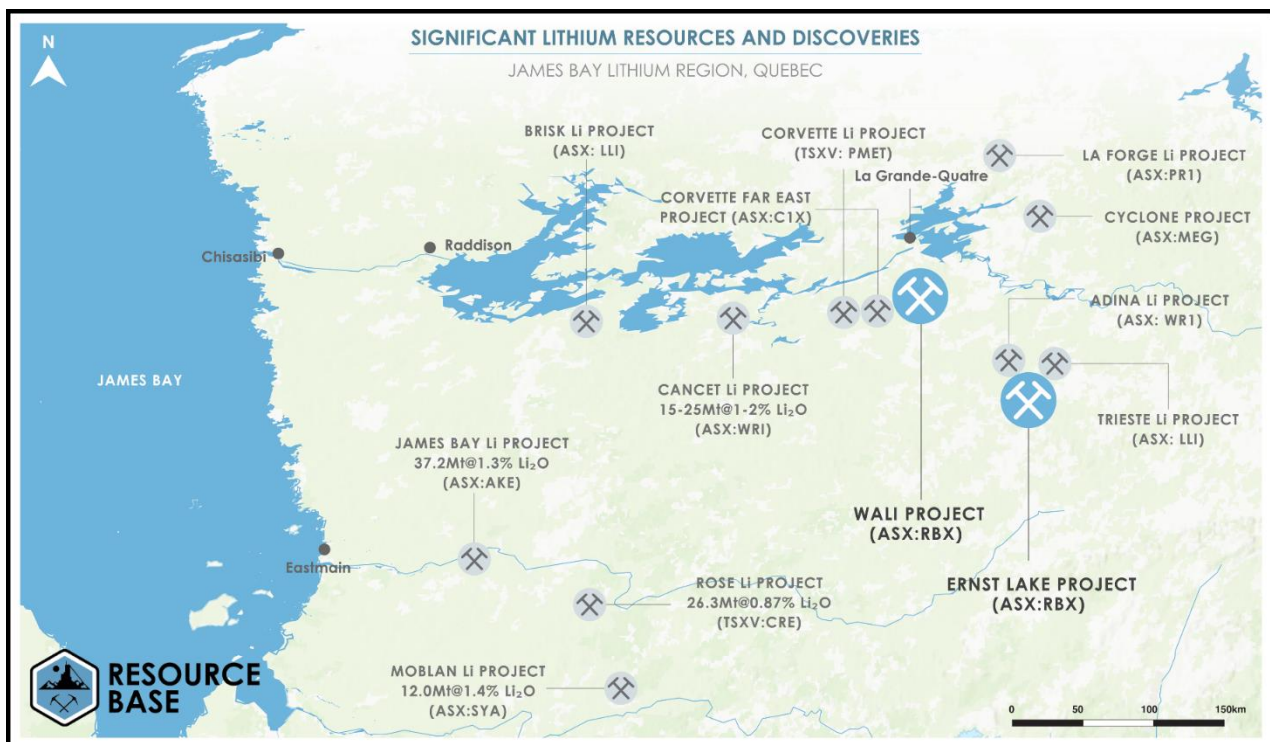 N
SIGNIFICANT LITHIUM RESOURCES AND DISCOVERIES
JAMES BAY LITHIUM REGION, QUEBEC
BRISK Li PROJECT
(ASX: LLI)
CORVETTE Li PROJECT
(TSXV: PMET)
La Grande-Quatre
LA FORGE Li PROJECT
(ASX:PR1)
CORVETTE FAR EAST
PROJECT (ASX:C1X)
CYCLONE PROJECT
(ASX:MEG)
Chisasibi
Raddison
ADINA Li PROJECT
(ASX: WR1)
JAMES BAY
CANCET Li PROJECT
15-25Mt@1-2% Li₂O
(ASX:WRI)
TRIESTE Li PROJECT
(ASX: LLI)
JAMES BAY Li PROJECT
37.2Mt@1.3% Li₂O
(ASX:AKE)
WALI PROJECT
(ASX:RBX)
Eastmain
ERNST LAKE PROJECT
(ASX:RBX)
ROSE Li PROJECT
26.3Mt@0.87% Li₂O
(TSXV:CRE)
MOBLAN Li PROJECT
12.0Mt@1.4% Li₂O
(ASX:SYA)
RESOURCE
BASE
0 50 100 150km